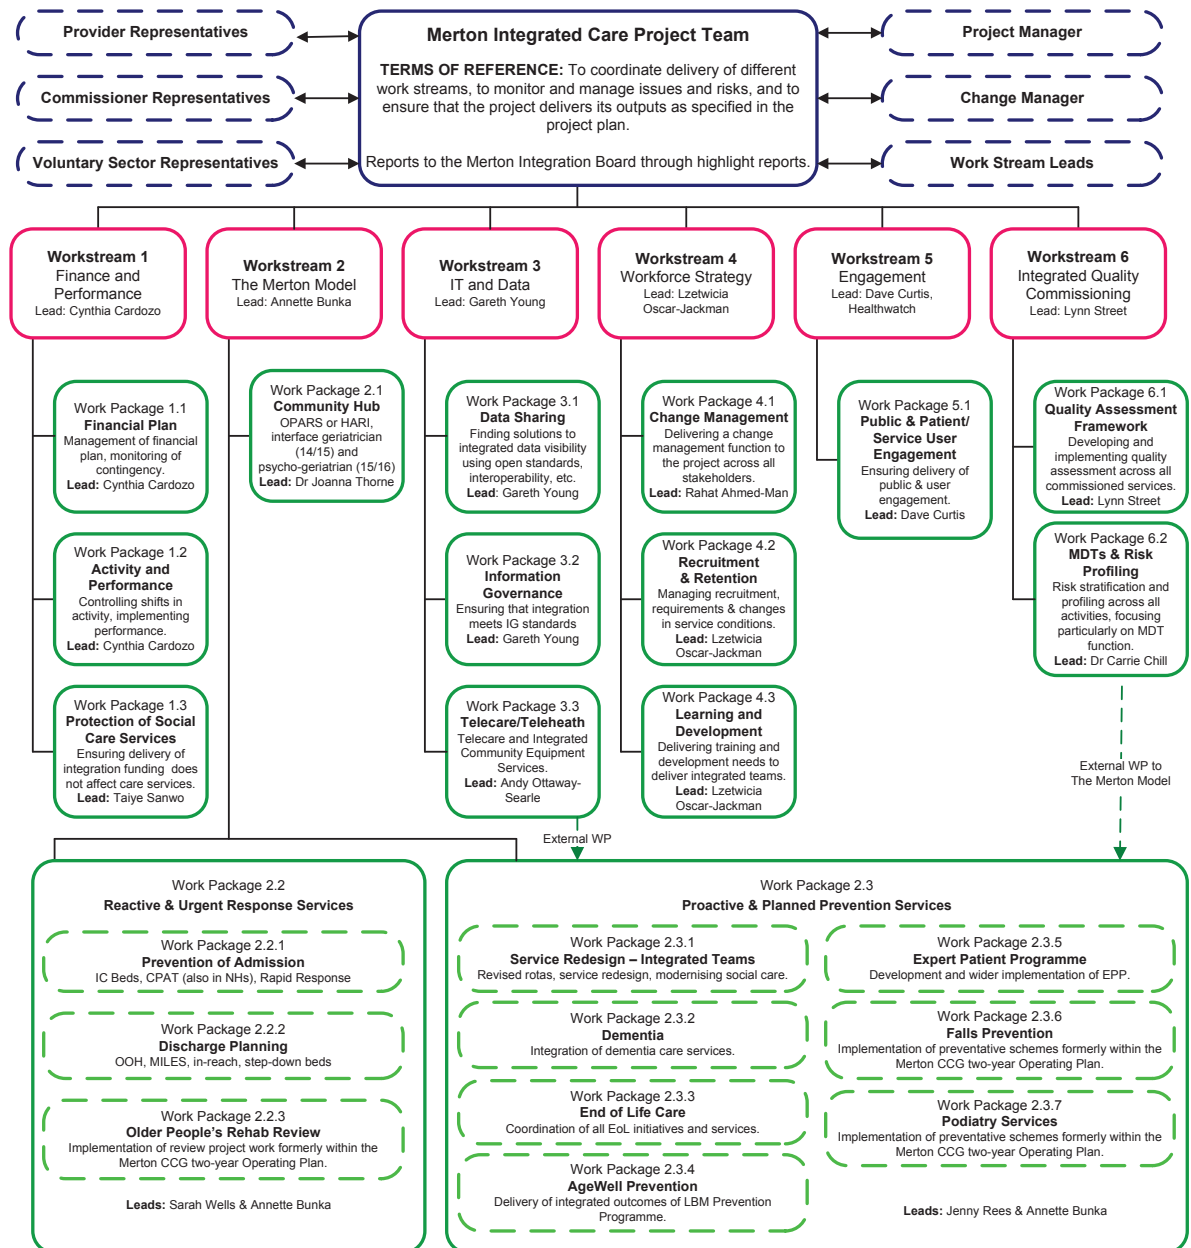 Provider Representatives
Commissioner Representatives
Voluntary Sector Representatives
Merton Integrated Care Project Team
TERMS OF REFERENCE: To coordinate delivery of different
work streams, to monitor and manage issues and risks, and to
ensure that the project delivers its outputs as specified in the
project plan.
Reports to the Merton Integration Board through highlight reports.
Project Manager
Change Manager
Work Stream Leads
Workstream 1
Finance and
Performance
Lead: Cynthia Cardozo
Workstream 2
The Merton Model
Lead: Annette Bunka
Workstream 3
IT and Data
Lead: Gareth Young
Workstream 4
Workforce Strategy
Lead: Lzetwicia
Oscar-Jackman
Workstream 5
Engagement
Lead: Dave Curtis,
Healthwatch
Workstream 6
Integrated Quality
Commissioning
Lead: Lynn Street
Work Package 1.1
Financial Plan
Management of financial
plan, monitoring of
contingency.
Lead: Cynthia Cardozo
Work Package 1.2
Activity and
Performance
Controlling shifts in
activity, implementing
performance.
Lead: Cynthia Cardozo
Work Package 1.3
Protection of Social
Care Services
Ensuring delivery of
integration funding does
not affect care services.
Lead: Taiye Sanwo
Work Package 2.1
Community Hub
OPARS or HARI,
interface geriatrician
(14/15) and
psycho-geriatrian (15/16)
Lead: Dr Joanna Thorne
Work Package 3.1
Data Sharing
Finding solutions to
integrated data visibility
using open standards,
interoperability, etc.
Lead: Gareth Young
Work Package 3.2
Information
Governance
Ensuring that integration
meets IG standards
Lead: Gareth Young
Work Package 3.3
Telecare/Teleheath
Telecare and Integrated
Community Equipment
Services.
Lead: Andy Ottaway-
Searle
Work Package 4.1
Change Management
Delivering a change
management function to
the project across all
stakeholders.
Lead: Rahat Ahmed-Man
Work Package 4.2
Recruitment
& Retention
Managing recruitment,
requirements & changes
in service conditions.
Lead: Lzetwicia
Oscar-Jackman
Work Package 4.3
Learning and
Development
Delivering training and
development needs to
deliver integrated teams.
Lead: Lzetwicia
Oscar-Jackman
Work Package 5.1
Public & Patient/
Service User
Engagement
Ensuring delivery of
public & user
engagement.
Lead: Dave Curtis
Work Package 6.1
Quality Assessment
Framework
Developing and
implementing quality
assessment across all
commissioned services.
Lead: Lynn Street
Work Package 6.2
MDTs & Risk
Profiling
Risk stratification and
profiling across all
activities, focusing
particularly on MDT
function.
Lead: Dr Carrie Chill
External WP to
The Merton Model
External WP
Work Package 2.2
Reactive & Urgent Response Services
Work Package 2.2.1
Prevention of Admission
IC Beds, CPAT (also in NHs), Rapid Response
Work Package 2.2.2
Discharge Planning
OOH, MILES, in-reach, step-down beds
Work Package 2.2.3
Older People's Rehab Review
Implementation of review project work formerly within the
Merton CCG two-year Operating Plan.
Leads: Sarah Wells & Annette Bunka
Work Package 2.3
Proactive & Planned Prevention Services
Work Package 2.3.1
Service Redesign – Integrated Teams
Revised rotas, service redesign, modernising social care.
Work Package 2.3.2
Dementia
Integration of dementia care services.
Work Package 2.3.3
End of Life Care
Coordination of all EoL initiatives and services.
Work Package 2.3.4
AgeWell Prevention
Delivery of integrated outcomes of LBM Prevention
Programme.
Work Package 2.3.5
Expert Patient Programme
Development and wider implementation of EPP.
Work Package 2.3.6
Falls Prevention
Implementation of preventative schemes formerly within the
Merton CCG two-year Operating Plan.
Work Package 2.3.7
Podiatry Services
Implementation of preventative schemes formerly within the
Merton CCG two-year Operating Plan.
Leads: Jenny Rees & Annette Bunka